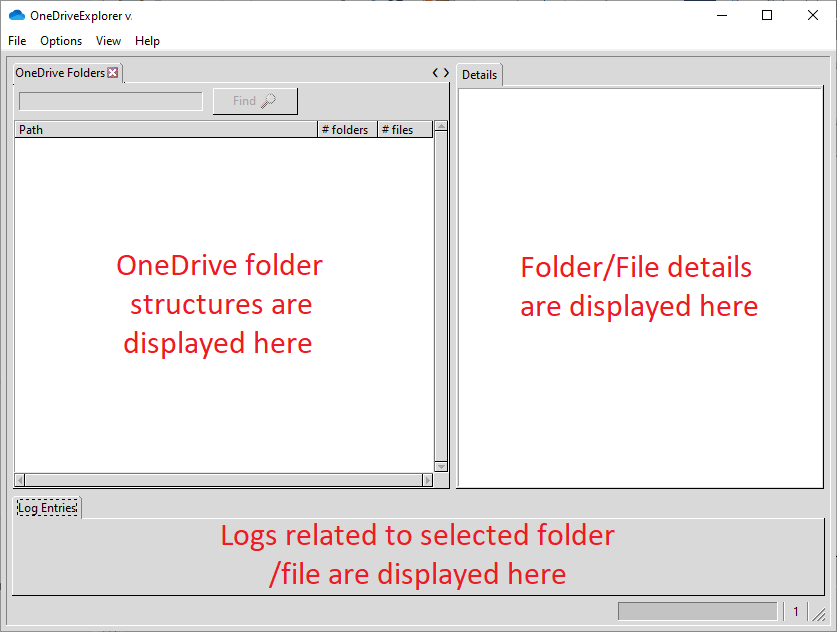 OneDriveExplorer v.
File Options View Help
OneDrive Folders
Details
Find
Path # folders # files
OneDrive folder
structures are
displayed here
Folder/File details
are displayed here
Log Entries
Logs related to selected folder
/file are displayed here
1